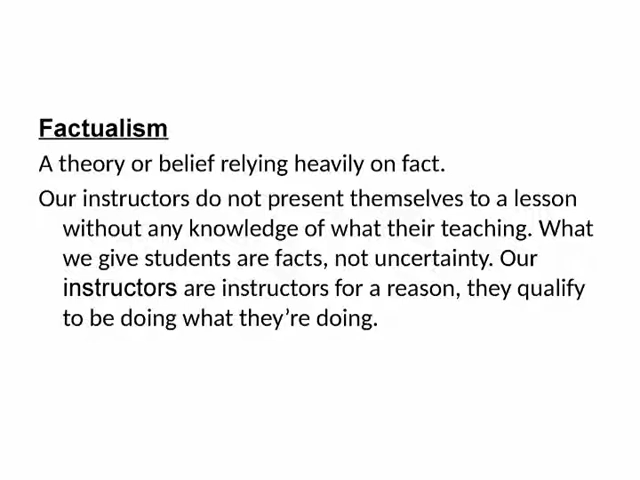 Factualism
A theory or belief relying heavily on fact.
Our instructors do not present themselves to a lesson
without any knowledge of what their teaching. What
we give students are facts, not uncertainty. Our
instructors are instructors for a reason, they qualify
to be doing what they’re doing.